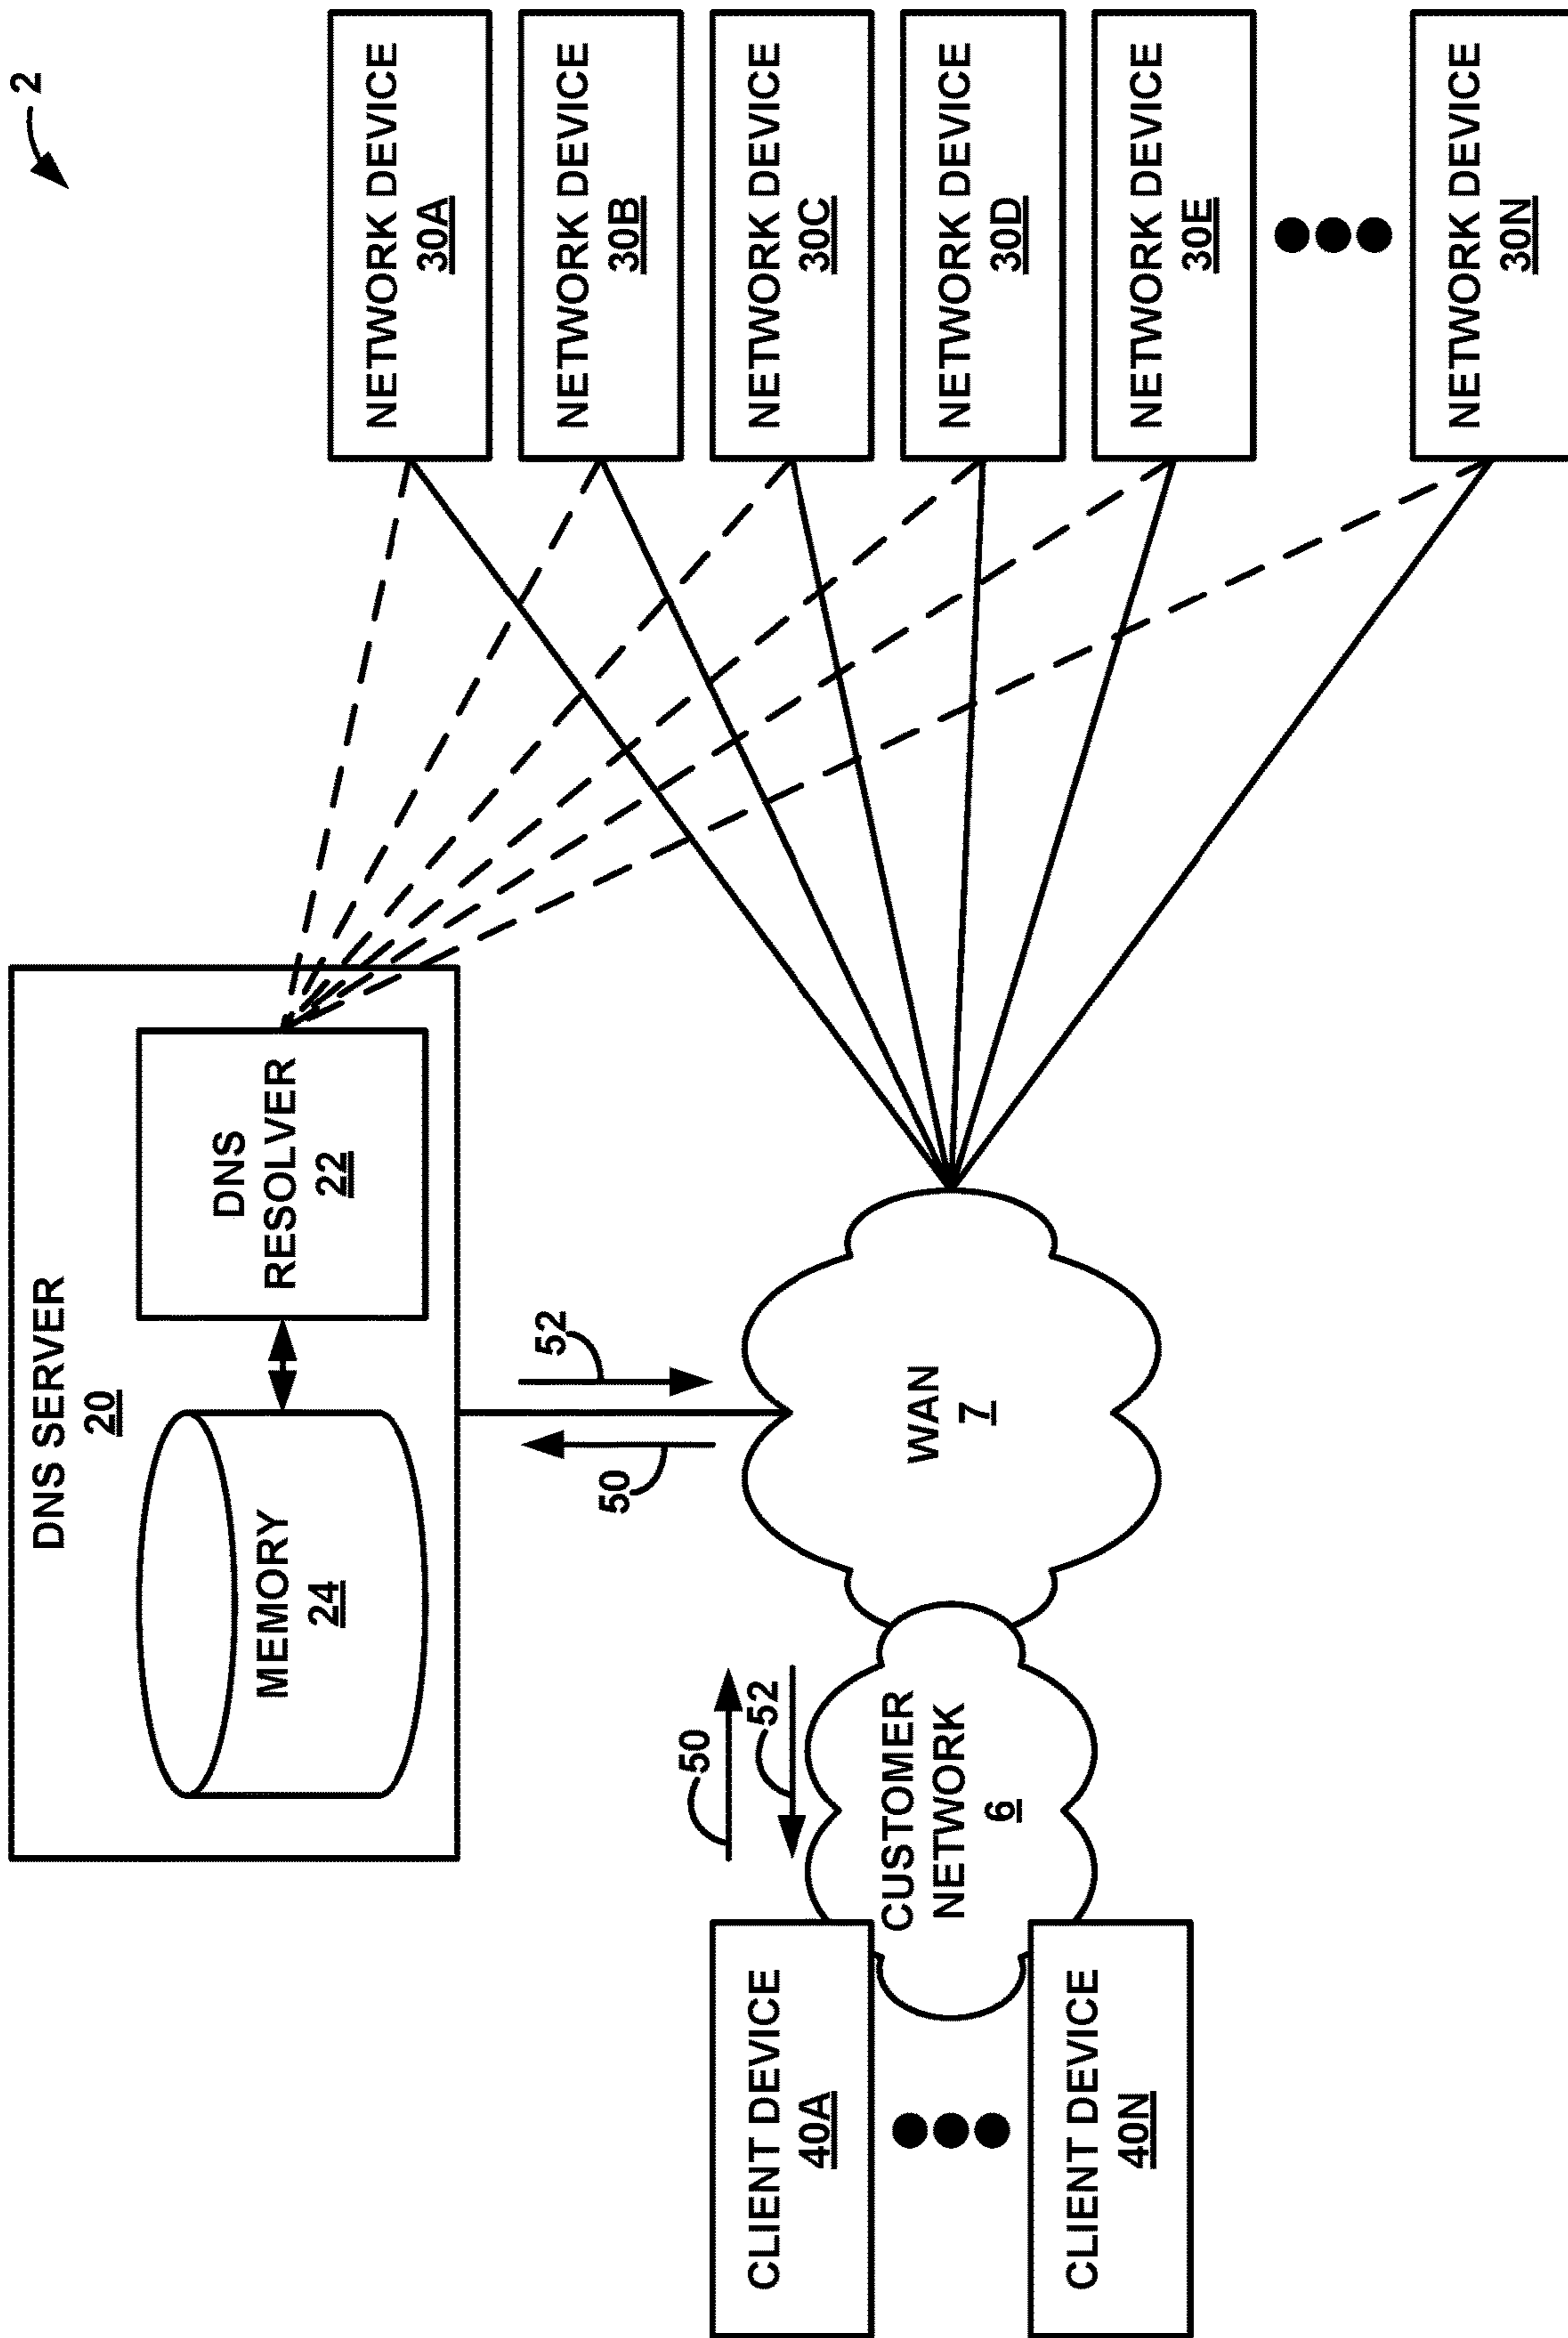 2
DNS SERVER
20
MEMORY
24
DNS
RESOLVER
22
50
52
50
52
CLIENT DEVICE
40A
CLIENT DEVICE
40N
CUSTOMER
NETWORK
6
WAN
7
NETWORK DEVICE
30A
NETWORK DEVICE
30B
NETWORK DEVICE
30C
NETWORK DEVICE
30D
NETWORK DEVICE
30E
NETWORK DEVICE
30N